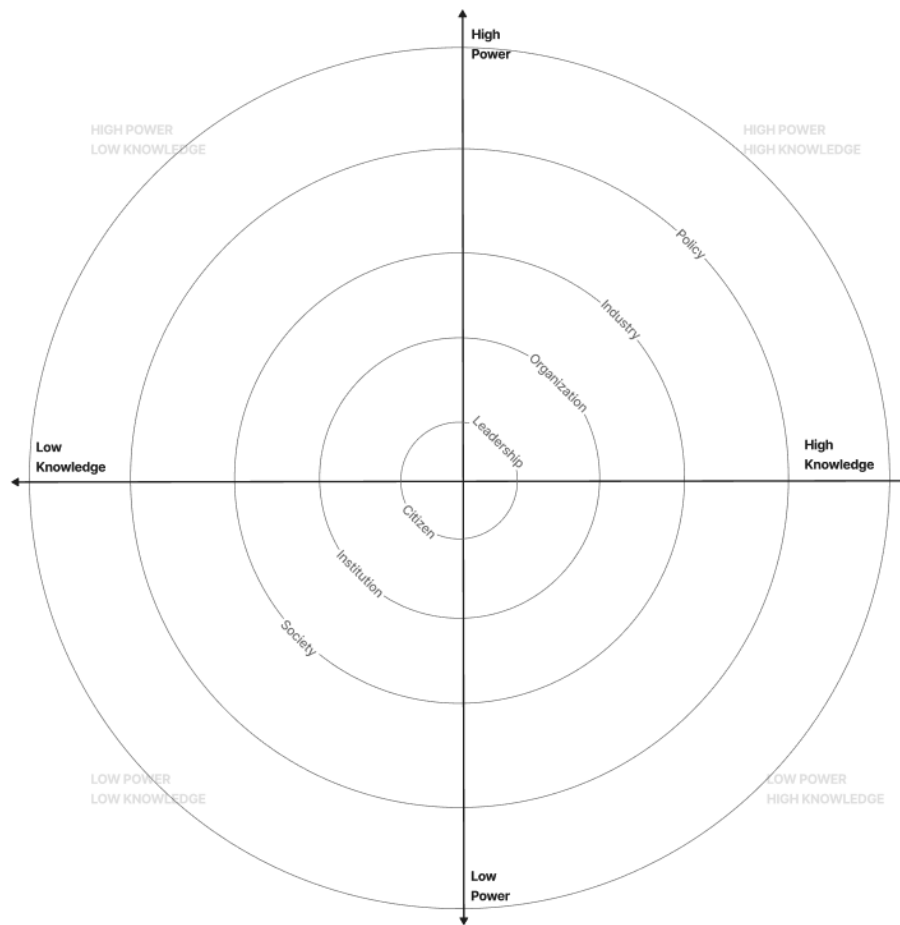 High
Power
HIGH POWER
LOW KNOWLEDGE
HIGH POWER
HIGH KNOWLEDGE
Policy
Industry
Organization
Leadership
Low
Knowledge
High
Knowledge
Citizen
Institution
Society
LOW POWER
LOW KNOWLEDGE
LOW POWER
HIGH KNOWLEDGE
Low
Power